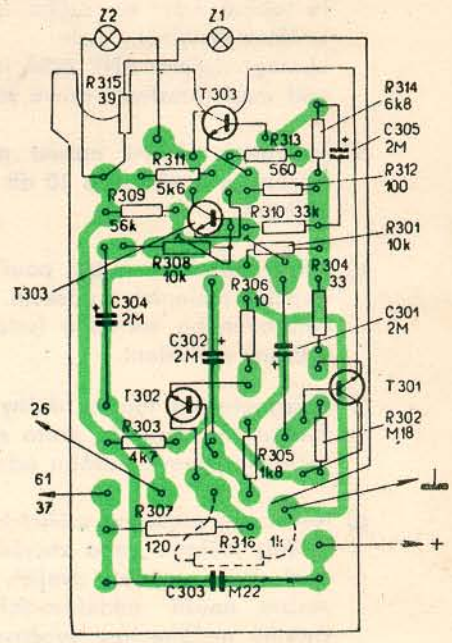 Z2
Z1
R315
39
T303
R314
6k8
C305
2M
R313
560
R311
5k6
R312
100
R309
56k
R310 33k
R301
10k
T303
R308
10k
R306
10
R304
33
C304
2M
C302
2M
C301
2M
T302
T301
26
R303
4k7
R305
1k8
R302
M18
61
37
R307
120
R316
1k
+
C303
M22